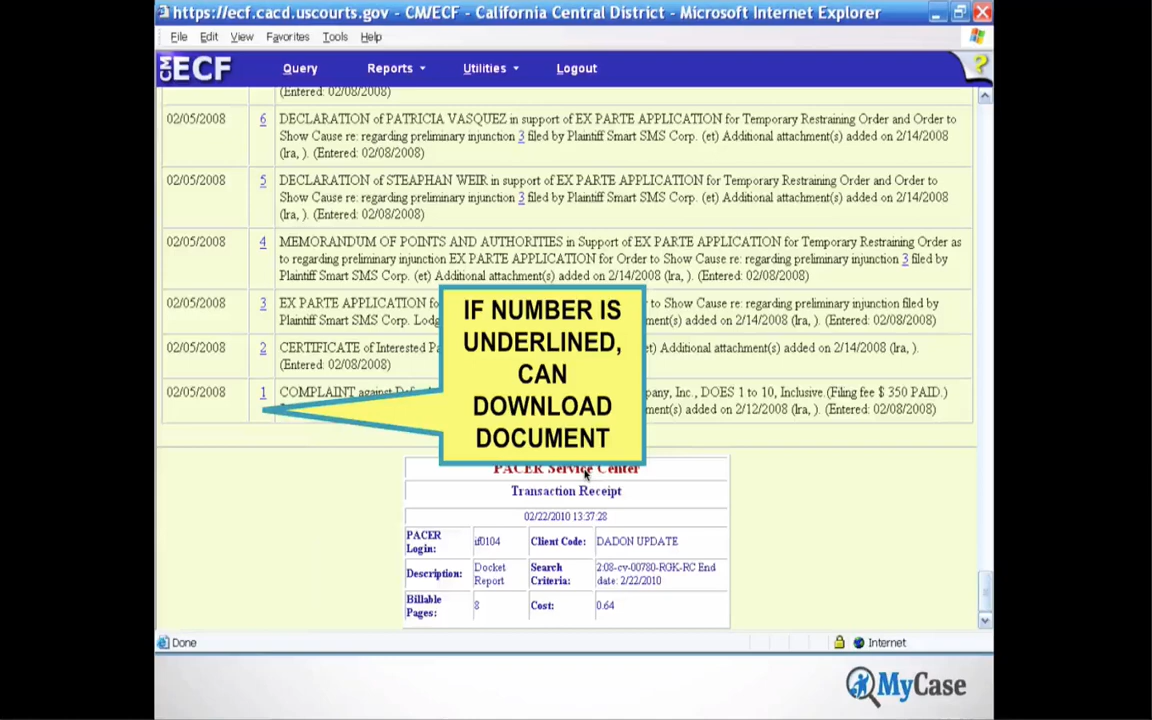 https://ecf.cacd.uscourts.gov - CM/ECF - California Central District - Microsoft Internet Explorer
File Edit View Favorites Tools Help
CM ECF Query Reports Utilities Logout ?
(Entered: 02/08/2008)
02/05/2008 6 DECLARATION of PATRICIA VASQUEZ in support of EX PARTE APPLICATION for Temporary Restraining Order and Order to
Show Cause re: regarding preliminary injunction 3 filed by Plaintiff Smart SMS Corp. (et) Additional attachment(s) added on 2/14/2008
(lra, ). (Entered: 02/08/2008)
02/05/2008 5 DECLARATION of STEAPHAN WEIR in support of EX PARTE APPLICATION for Temporary Restraining Order and Order to
Show Cause re: regarding preliminary injunction 3 filed by Plaintiff Smart SMS Corp. (et) Additional attachment(s) added on 2/14/2008
(lra, ). (Entered: 02/08/2008)
02/05/2008 4 MEMORANDUM OF POINTS AND AUTHORITIES in Support of EX PARTE APPLICATION for Temporary Restraining Order as
to regarding preliminary injunction EX PARTE APPLICATION for Order to Show Cause re: regarding preliminary injunction 3 filed by
Plaintiff Smart SMS Corp. (et) Additional attachment(s) added on 2/14/2008 (lra, ). (Entered: 02/08/2008)
02/05/2008 3 EX PARTE APPLICATION to Show Cause re: regarding preliminary injunction filed by
Plaintiff Smart SMS Corp. added on 2/14/2008 (lra, ). (Entered: 02/08/2008)
02/05/2008 2 CERTIFICATE of Interested Additional attachment(s) added on 2/14/2008 (lra, ).
(Entered: 02/08/2008)
02/05/2008 1 COMPLAINT against Inc., DOES 1 to 10, Inclusive.(Filing fee $ 350 PAID.)
added on 2/12/2008 (lra, ). (Entered: 02/08/2008)
IF NUMBER IS
UNDERLINED,
CAN
DOWNLOAD
DOCUMENT
PACER Service Center
Transaction Receipt
02/22/2010 13:37:28
PACER Login: if0104 Client Code: DADON UPDATE
Description: Docket Report Search Criteria: 2:08-cv-00780-RGK-RC End date: 2/22/2010
Billable Pages: 8 Cost: 0.64
Done Internet
MyCase